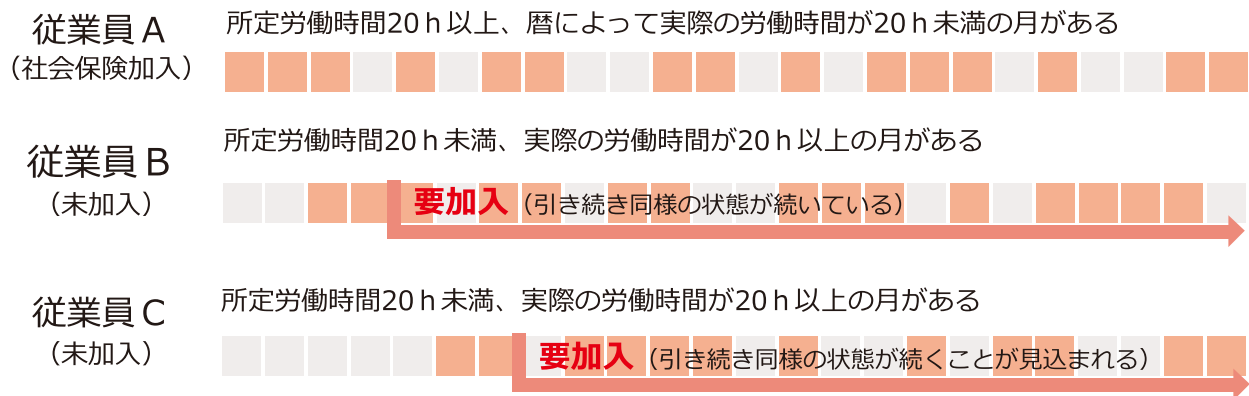 従業員A
(社会保険加入)
所定労働時間20h以上、暦によって実際の労働時間が20h未満の月がある
従業員B
(未加入)
所定労働時間20h未満、実際の労働時間が20h以上の月がある
要加入(引き続き同様の状態が続いている)
従業員C
(未加入)
所定労働時間20h未満、実際の労働時間が20h以上の月がある
要加入(引き続き同様の状態が続くことが見込まれる)